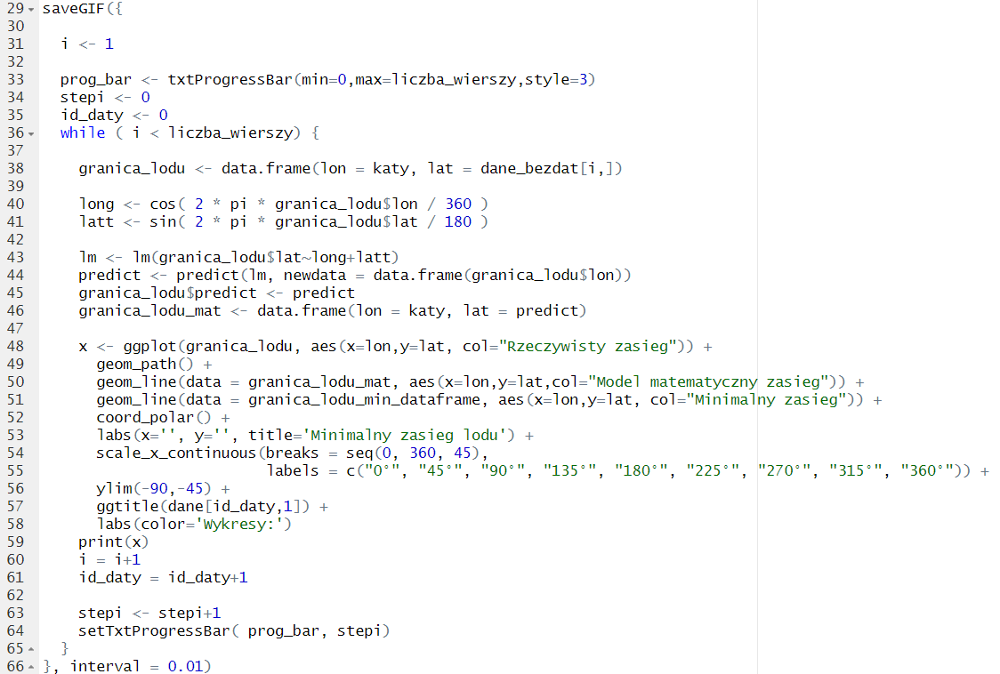 29 saveGIF({
30
31   i <- 1
32
33   prog_bar <- txtProgressBar(min=0,max=liczba_wierszy,style=3)
34   stepi <- 0
35   id_daty <- 0
36   while ( i < liczba_wierszy) {
37
38     granica_lodu <- data.frame(lon = katy, lat = dane_bezdat[i,])
39
40     long <- cos( 2 * pi * granica_lodu$lon / 360 )
41     latt <- sin( 2 * pi * granica_lodu$lat / 180 )
42
43     lm <- lm(granica_lodu$lat~long+latt)
44     predict <- predict(lm, newdata = data.frame(granica_lodu$lon))
45     granica_lodu$predict <- predict
46     granica_lodu_mat <- data.frame(lon = katy, lat = predict)
47
48     x <- ggplot(granica_lodu, aes(x=lon,y=lat, col="Rzeczywisty zasieg")) +
49       geom_path() +
50       geom_line(data = granica_lodu_mat, aes(x=lon,y=lat,col="Model matematyczny zasieg")) +
51       geom_line(data = granica_lodu_min_dataframe, aes(x=lon,y=lat, col="Minimalny zasieg")) +
52       coord_polar() +
53       labs(x='', y='', title='Minimalny zasieg lodu') +
54       scale_x_continuous(breaks = seq(0, 360, 45),
55                          labels = c("0°", "45°", "90°", "135°", "180°", "225°", "270°", "315°", "360°")) +
56       ylim(-90,-45) +
57       ggtitle(dane[id_daty,1]) +
58       labs(color='Wykresy:')
59     print(x)
60     i = i+1
61     id_daty = id_daty+1
62
63     stepi <- stepi+1
64     setTxtProgressBar( prog_bar, stepi)
65   }
66 }, interval = 0.01)